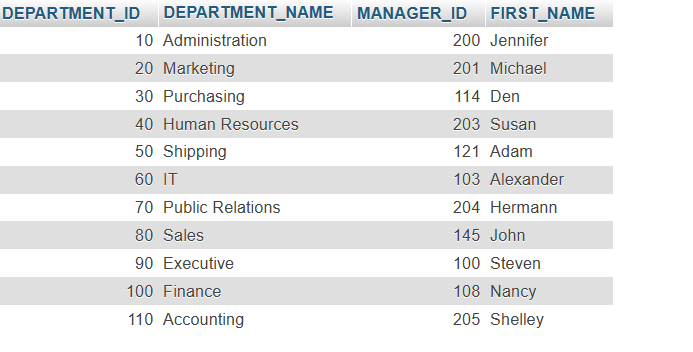 DEPARTMENT_ID DEPARTMENT_NAME MANAGER_ID FIRST_NAME
10 Administration 200 Jennifer
20 Marketing 201 Michael
30 Purchasing 114 Den
40 Human Resources 203 Susan
50 Shipping 121 Adam
60 IT 103 Alexander
70 Public Relations 204 Hermann
80 Sales 145 John
90 Executive 100 Steven
100 Finance 108 Nancy
110 Accounting 205 Shelley